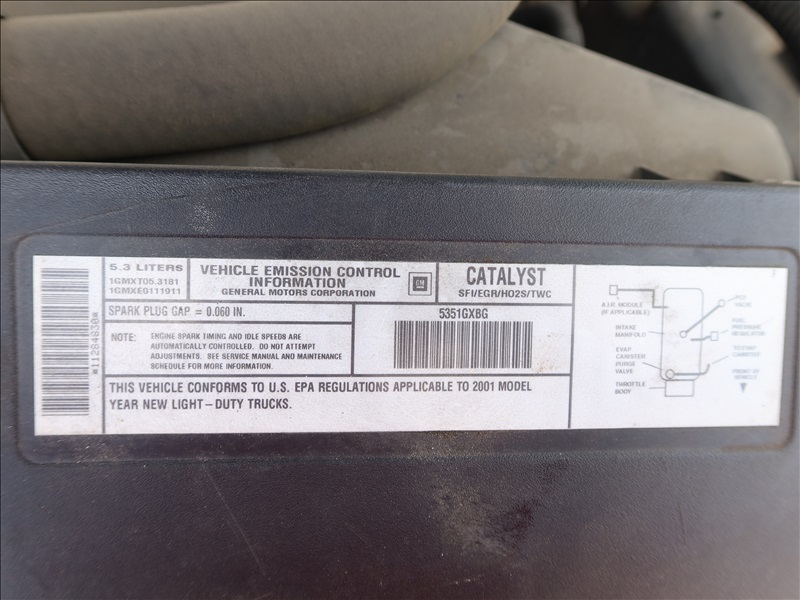 *11284830*
5.3 LITERS
1GMXT05.3181
1GMXE0111911
VEHICLE EMISSION CONTROL
INFORMATION
GENERAL MOTORS CORPORATION
GM
CATALYST
SFI/EGR/HO2S/TWC
SPARK PLUG GAP = 0.060 IN.
5351GXBG
NOTE: ENGINE SPARK TIMING AND IDLE SPEEDS ARE
AUTOMATICALLY CONTROLLED. DO NOT ATTEMPT
ADJUSTMENTS. SEE SERVICE MANUAL AND MAINTENANCE
SCHEDULE FOR MORE INFORMATION.
THIS VEHICLE CONFORMS TO U.S. EPA REGULATIONS APPLICABLE TO 2001 MODEL
YEAR NEW LIGHT-DUTY TRUCKS.
A.I.R. MODULE
(IF APPLICABLE)
INTAKE
MANIFOLD
EVAP
CANISTER
PURGE
VALVE
THROTTLE
BODY
PCV
VALVE
FUEL
PRESSURE
REGULATOR
TO EVAP
CANISTER
FRONT OF
VEHICLE